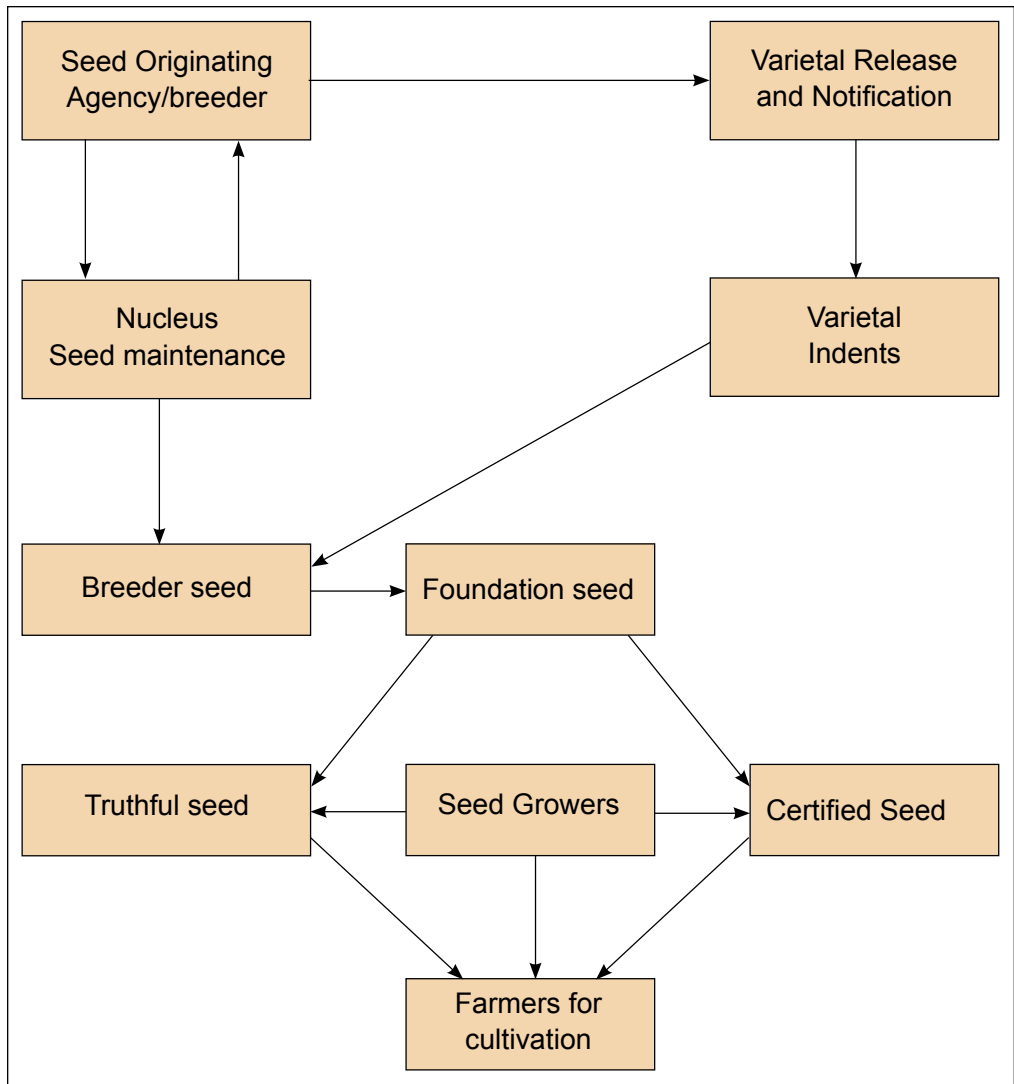 Seed Originating
Agency/breeder
Varietal Release
and Notification
Nucleus
Seed maintenance
Varietal
Indents
Breeder seed
Foundation seed
Truthful seed
Seed Growers
Certified Seed
Farmers for
cultivation